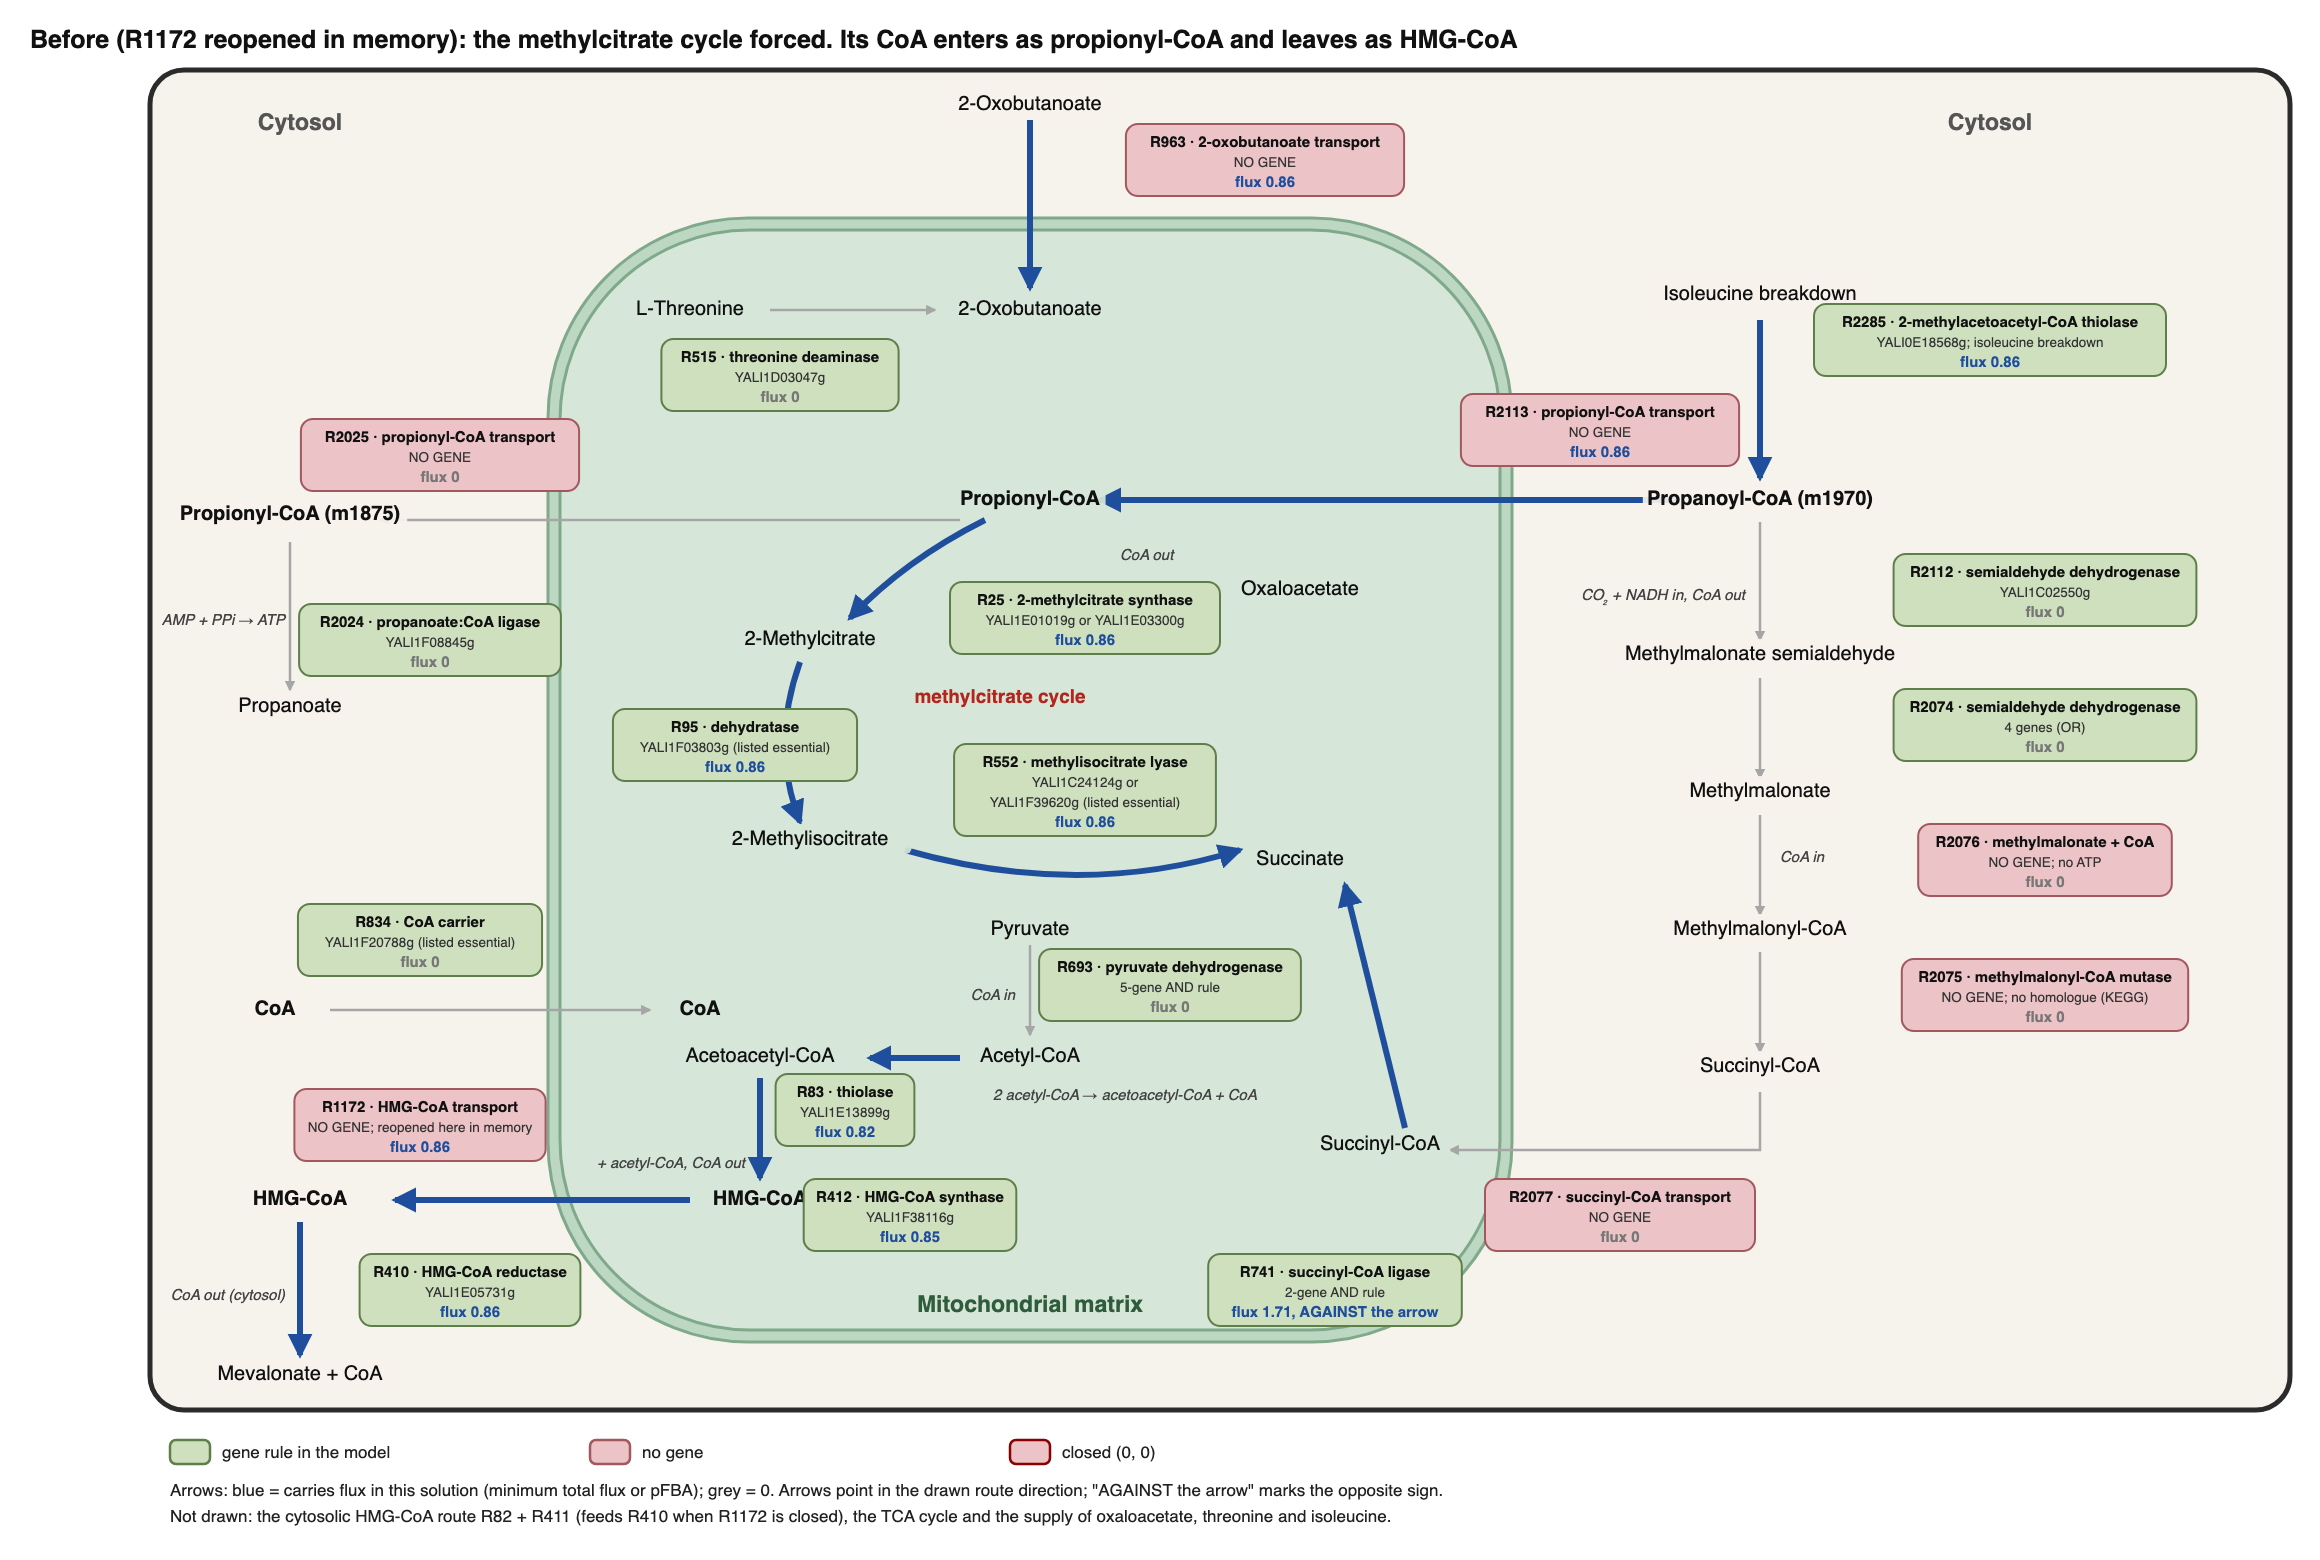 Before (R1172 reopened in memory): the methylcitrate cycle forced. Its CoA enters as propionyl-CoA and leaves as HMG-CoA
Cytosol
Cytosol
2-Oxobutanoate
R963 · 2-oxobutanoate transport
NO GENE
flux 0.86
L-Threonine
2-Oxobutanoate
R515 · threonine deaminase
YALI1D03047g
flux 0
Isoleucine breakdown
R2285 · 2-methylacetoacetyl-CoA thiolase
YALI0E18568g; isoleucine breakdown
flux 0.86
R2025 · propionyl-CoA transport
NO GENE
flux 0
R2113 · propionyl-CoA transport
NO GENE
flux 0.86
Propionyl-CoA (m1875)
Propionyl-CoA
Propanoyl-CoA (m1970)
CoA out
Oxaloacetate
R25 · 2-methylcitrate synthase
YALI1E01019g or YALI1E03300g
flux 0.86
CO2 + NADH in, CoA out
R2112 · semialdehyde dehydrogenase
YALI1C02550g
flux 0
AMP + PPi → ATP
R2024 · propanoate:CoA ligase
YALI1F08845g
flux 0
2-Methylcitrate
Methylmalonate semialdehyde
Propanoate
methylcitrate cycle
R95 · dehydratase
YALI1F03803g (listed essential)
flux 0.86
R2074 · semialdehyde dehydrogenase
4 genes (OR)
flux 0
R552 · methylisocitrate lyase
YALI1C24124g or
YALI1F39620g (listed essential)
flux 0.86
Methylmalonate
2-Methylisocitrate
Succinate
CoA in
R2076 · methylmalonate + CoA
NO GENE; no ATP
flux 0
R834 · CoA carrier
YALI1F20788g (listed essential)
flux 0
Pyruvate
Methylmalonyl-CoA
CoA in
R693 · pyruvate dehydrogenase
5-gene AND rule
flux 0
R2075 · methylmalonyl-CoA mutase
NO GENE; no homologue (KEGG)
flux 0
CoA
CoA
Acetoacetyl-CoA
Acetyl-CoA
Succinyl-CoA
R83 · thiolase
YALI1E13899g
flux 0.82
2 acetyl-CoA → acetoacetyl-CoA + CoA
R1172 · HMG-CoA transport
NO GENE; reopened here in memory
flux 0.86
+ acetyl-CoA, CoA out
Succinyl-CoA
HMG-CoA
HMG-CoA
R412 · HMG-CoA synthase
YALI1F38116g
flux 0.85
R2077 · succinyl-CoA transport
NO GENE
flux 0
CoA out (cytosol)
R410 · HMG-CoA reductase
YALI1E05731g
flux 0.86
Mitochondrial matrix
R741 · succinyl-CoA ligase
2-gene AND rule
flux 1.71, AGAINST the arrow
Mevalonate + CoA
gene rule in the model
no gene
closed (0, 0)
Arrows: blue = carries flux in this solution (minimum total flux or pFBA); grey = 0. Arrows point in the drawn route direction; "AGAINST the arrow" marks the opposite sign.
Not drawn: the cytosolic HMG-CoA route R82 + R411 (feeds R410 when R1172 is closed), the TCA cycle and the supply of oxaloacetate, threonine and isoleucine.